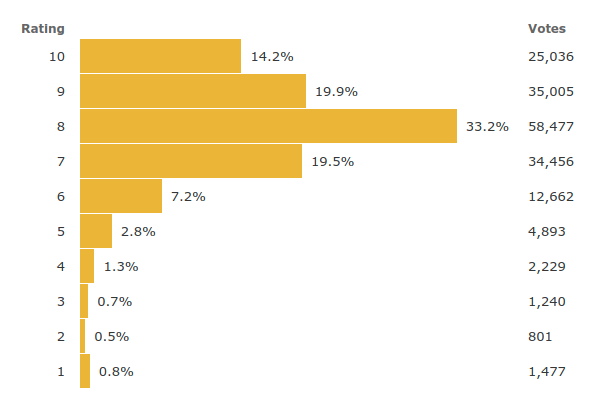 Rating Votes
10 14.2% 25,036
9 19.9% 35,005
8 33.2% 58,477
7 19.5% 34,456
6 7.2% 12,662
5 2.8% 4,893
4 1.3% 2,229
3 0.7% 1,240
2 0.5% 801
1 0.8% 1,477